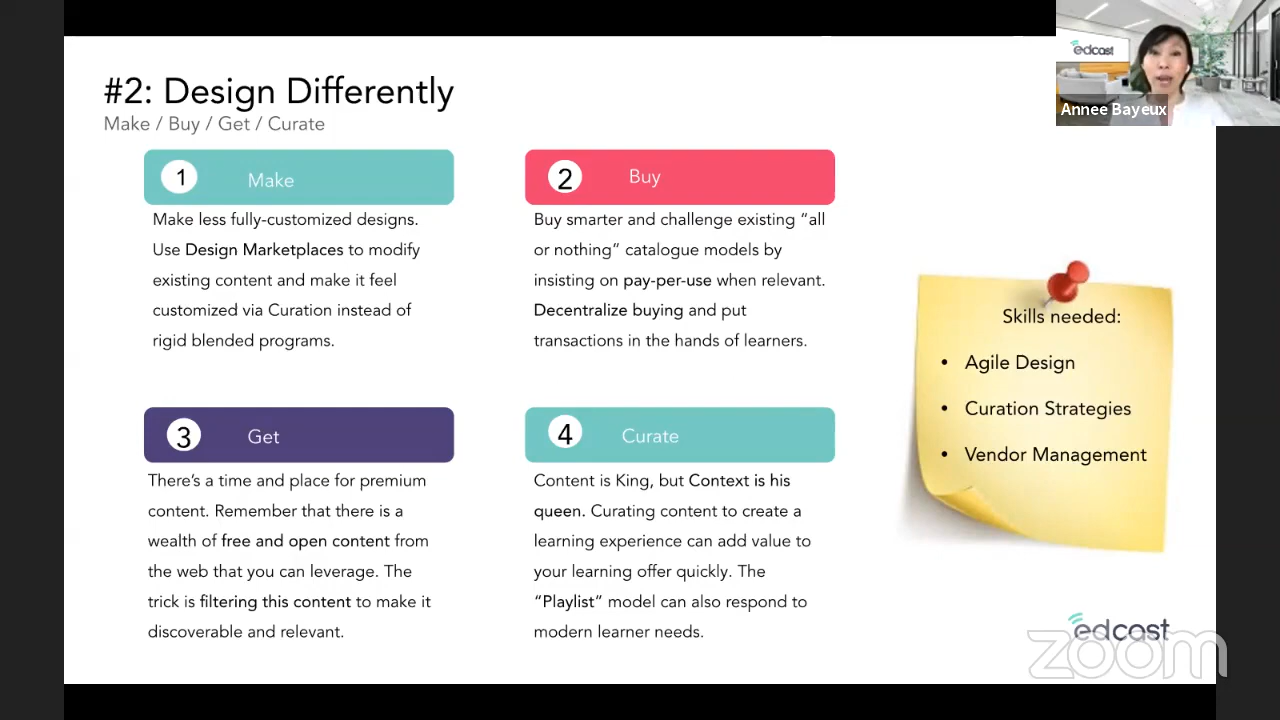 edcast
Annee Bayeux
#2: Design Differently
Make / Buy / Get / Curate
1
Make
Make less fully-customized designs.
Use Design Marketplaces to modify
existing content and make it feel
customized via Curation instead of
rigid blended programs.
2
Buy
Buy smarter and challenge existing “all
or nothing” catalogue models by
insisting on pay-per-use when relevant.
Decentralize buying and put
transactions in the hands of learners.
3
Get
There’s a time and place for premium
content. Remember that there is a
wealth of free and open content from
the web that you can leverage. The
trick is filtering this content to make it
discoverable and relevant.
4
Curate
Content is King, but Context is his
queen. Curating content to create a
learning experience can add value to
your learning offer quickly. The
“Playlist” model can also respond to
modern learner needs.
Skills needed:
• Agile Design
• Curation Strategies
• Vendor Management
edcast
zoom